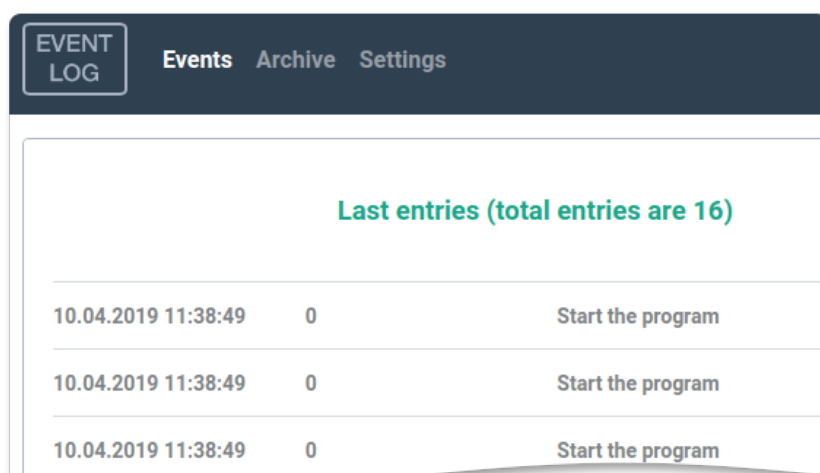 EVENT
LOG
Events Archive Settings
Last entries (total entries are 16)
10.04.2019 11:38:49 0 Start the program
10.04.2019 11:38:49 0 Start the program
10.04.2019 11:38:49 0 Start the program